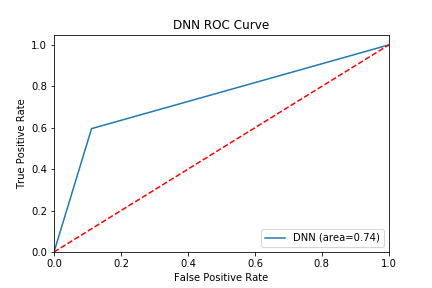 DNN ROC Curve
True Positive Rate
1.0
0.8
0.6
0.4
0.2
0.0
0.0 0.2 0.4 0.6 0.8 1.0
False Positive Rate
DNN (area=0.74)